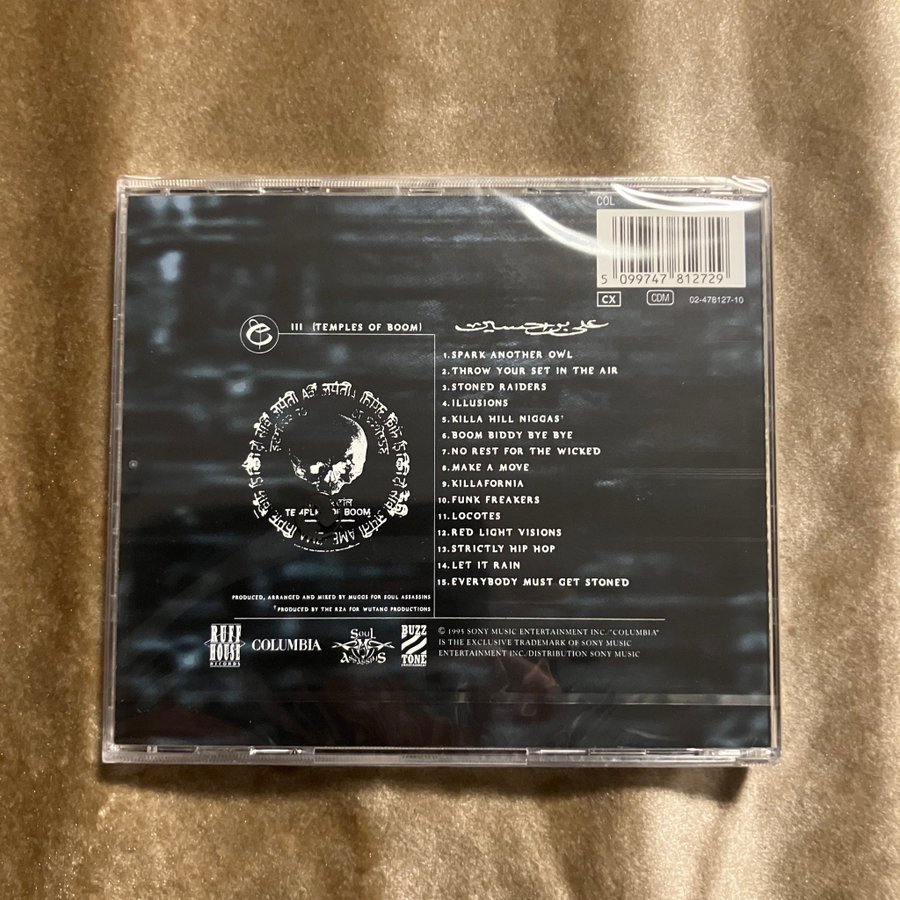 COL
5 099747 812729
CX CDM 02-478127-10
III (TEMPLES OF BOOM)
1. SPARK ANOTHER OWL
2. THROW YOUR SET IN THE AIR
3. STONED RAIDERS
4. ILLUSIONS
5. KILLA HILL NIGGAS†
6. BOOM BIDDY BYE BYE
7. NO REST FOR THE WICKED
8. MAKE A MOVE
9. KILLAFORNIA
10. FUNK FREAKERS
11. LOCOTES
12. RED LIGHT VISIONS
13. STRICTLY HIP HOP
14. LET IT RAIN
15. EVERYBODY MUST GET STONED
OF BOOM
PRODUCED, ARRANGED AND MIXED BY MUGGS FOR SOUL ASSASSINS
†PRODUCED BY THE RZA FOR WUTANG PRODUCTIONS
RUFF HOUSE RECORDS
COLUMBIA
SOUL ASSASSINS
BUZZ TONE ENTERTAINMENT
© 1995 SONY MUSIC ENTERTAINMENT INC./"COLUMBIA"
IS THE EXCLUSIVE TRADEMARK OF SONY MUSIC
ENTERTAINMENT INC./DISTRIBUTION SONY MUSIC